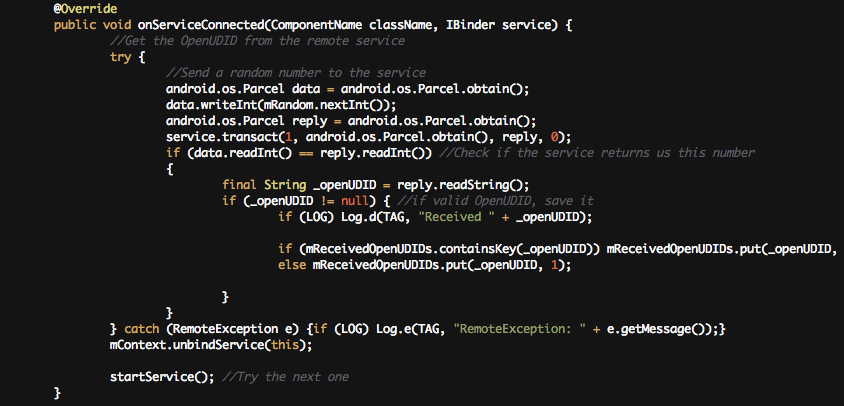 @Override
public void onServiceConnected(ComponentName className, IBinder service) {
//Get the OpenUDID from the remote service
try {
//Send a random number to the service
android.os.Parcel data = android.os.Parcel.obtain();
data.writeInt(mRandom.nextInt());
android.os.Parcel reply = android.os.Parcel.obtain();
service.transact(1, android.os.Parcel.obtain(), reply, 0);
if (data.readInt() == reply.readInt()) //Check if the service returns us this number
{
final String _openUDID = reply.readString();
if (_openUDID != null) { //if valid OpenUDID, save it
if (LOG) Log.d(TAG, "Received " + _openUDID);
if (mReceivedOpenUDIDs.containsKey(_openUDID)) mReceivedOpenUDIDs.put(_openUDID,
else mReceivedOpenUDIDs.put(_openUDID, 1);
}
}
} catch (RemoteException e) {if (LOG) Log.e(TAG, "RemoteException: " + e.getMessage());}
mContext.unbindService(this);
startService(); //Try the next one
}